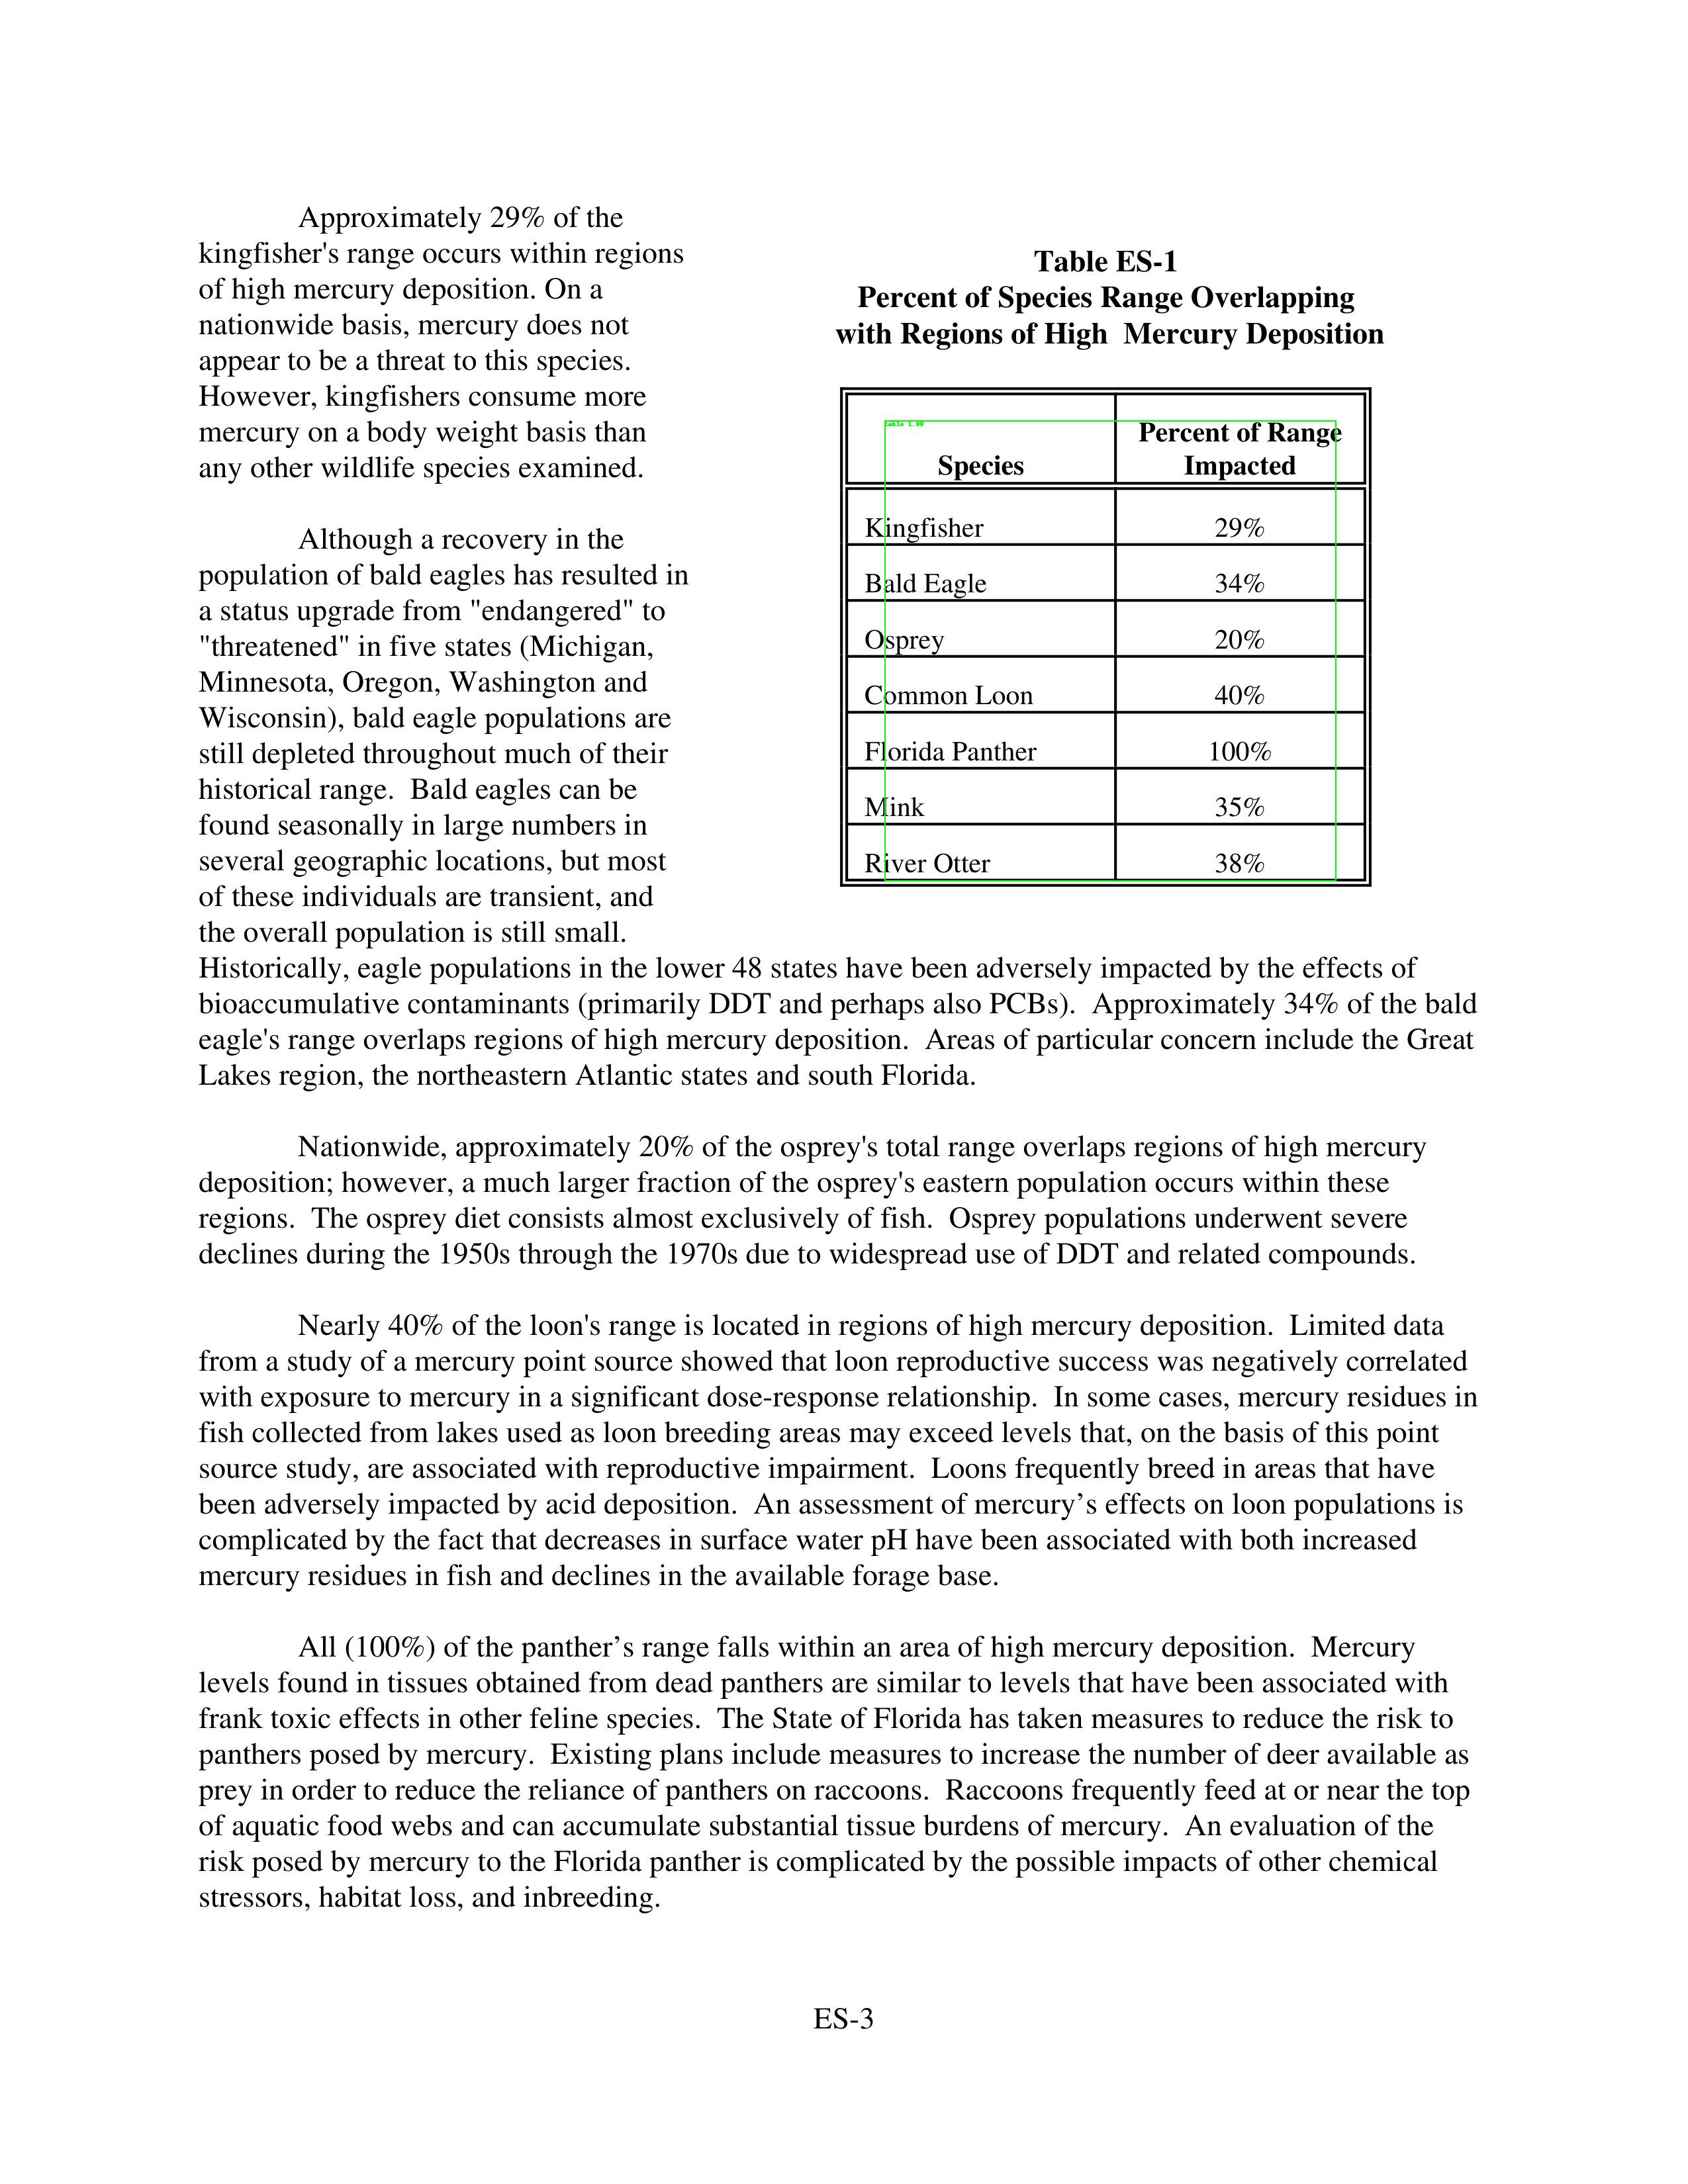 Approximately 29% of the
kingfisher's range occurs within regions
of high mercury deposition. On a
nationwide basis, mercury does not
appear to be a threat to this species.
However, kingfishers consume more
mercury on a body weight basis than
any other wildlife species examined.
Although a recovery in the
population of bald eagles has resulted in
a status upgrade from "endangered" to
"threatened" in five states (Michigan,
Minnesota, Oregon, Washington and
Wisconsin), bald eagle populations are
still depleted throughout much of their
historical range.  Bald eagles can be
found seasonally in large numbers in
several geographic locations, but most
of these individuals are transient, and
the overall population is still small.
Table ES-1
Percent of Species Range Overlapping
with Regions of High  Mercury Deposition
table 1.00
Species Percent of Range Impacted
Kingfisher 29%
Bald Eagle 34%
Osprey 20%
Common Loon 40%
Florida Panther 100%
Mink 35%
River Otter 38%
Historically, eagle populations in the lower 48 states have been adversely impacted by the effects of
bioaccumulative contaminants (primarily DDT and perhaps also PCBs).  Approximately 34% of the bald
eagle's range overlaps regions of high mercury deposition.  Areas of particular concern include the Great
Lakes region, the northeastern Atlantic states and south Florida.
Nationwide, approximately 20% of the osprey's total range overlaps regions of high mercury
deposition; however, a much larger fraction of the osprey's eastern population occurs within these
regions.  The osprey diet consists almost exclusively of fish.  Osprey populations underwent severe
declines during the 1950s through the 1970s due to widespread use of DDT and related compounds.
Nearly 40% of the loon's range is located in regions of high mercury deposition.  Limited data
from a study of a mercury point source showed that loon reproductive success was negatively correlated
with exposure to mercury in a significant dose-response relationship.  In some cases, mercury residues in
fish collected from lakes used as loon breeding areas may exceed levels that, on the basis of this point
source study, are associated with reproductive impairment.  Loons frequently breed in areas that have
been adversely impacted by acid deposition.  An assessment of mercury’s effects on loon populations is
complicated by the fact that decreases in surface water pH have been associated with both increased
mercury residues in fish and declines in the available forage base.
All (100%) of the panther’s range falls within an area of high mercury deposition.  Mercury
levels found in tissues obtained from dead panthers are similar to levels that have been associated with
frank toxic effects in other feline species.  The State of Florida has taken measures to reduce the risk to
panthers posed by mercury.  Existing plans include measures to increase the number of deer available as
prey in order to reduce the reliance of panthers on raccoons.  Raccoons frequently feed at or near the top
of aquatic food webs and can accumulate substantial tissue burdens of mercury.  An evaluation of the
risk posed by mercury to the Florida panther is complicated by the possible impacts of other chemical
stressors, habitat loss, and inbreeding.
ES-3